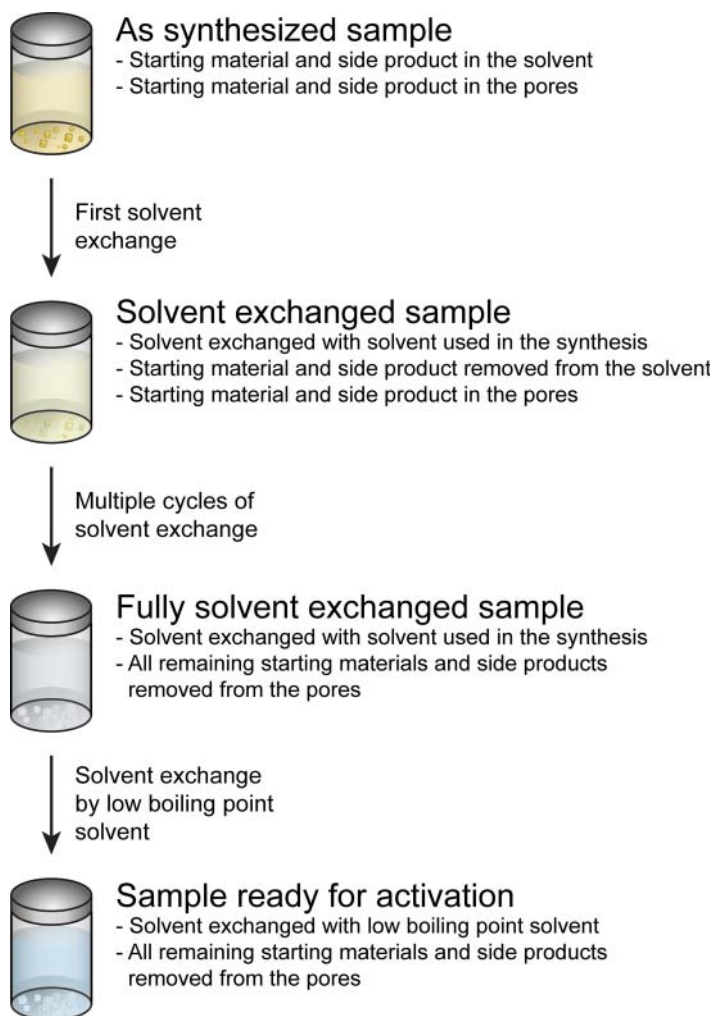 As synthesized sample
- Starting material and side product in the solvent
- Starting material and side product in the pores
First solvent
exchange
Solvent exchanged sample
- Solvent exchanged with solvent used in the synthesis
- Starting material and side product removed from the solvent
- Starting material and side product in the pores
Multiple cycles of
solvent exchange
Fully solvent exchanged sample
- Solvent exchanged with solvent used in the synthesis
- All remaining starting materials and side products
removed from the pores
Solvent exchange
by low boiling point
solvent
Sample ready for activation
- Solvent exchanged with low boiling point solvent
- All remaining starting materials and side products
removed from the pores